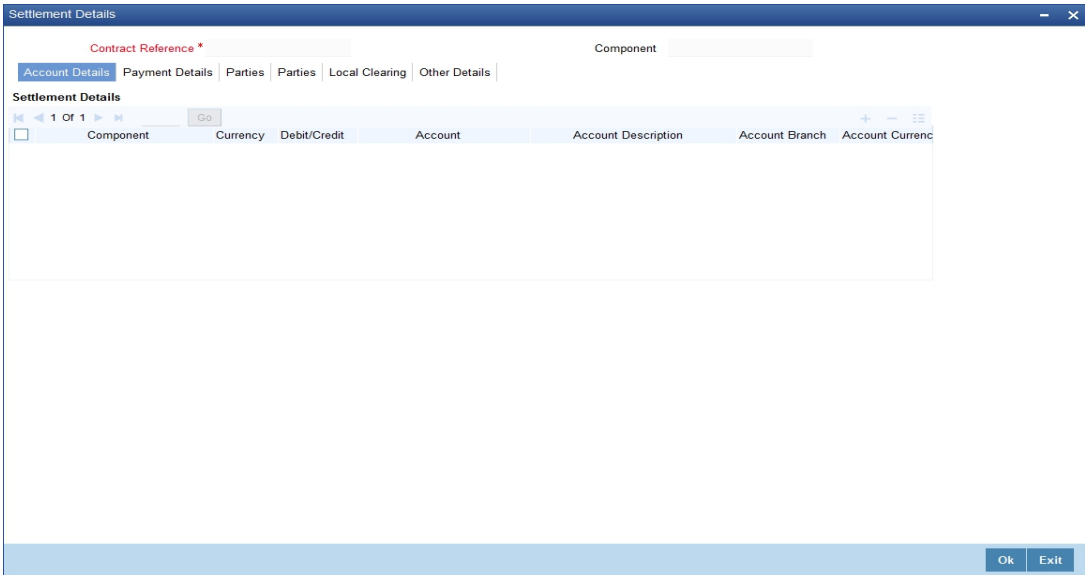 Settlement Details
Contract Reference * Component
Account Details Payment Details Parties Parties Local Clearing Other Details
Settlement Details
1 Of 1 Go
Component Currency Debit/Credit Account Account Description Account Branch Account Currenc
Ok Exit